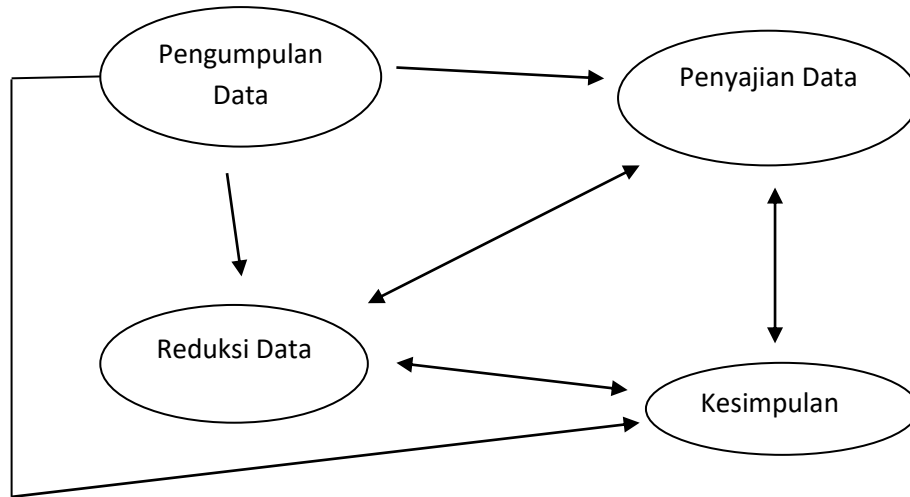 Pengumpulan
Data
Penyajian Data
Reduksi Data
Kesimpulan